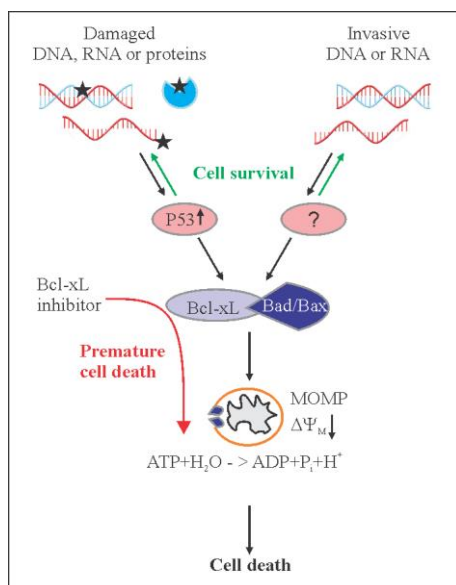 Damaged
DNA, RNA or proteins
Invasive
DNA or RNA
Cell survival
P53
?
Bcl-xL
inhibitor
Bcl-xL
Bad/Bax
Premature
cell death
MOMP
ΔΨM
ATP+H2O - > ADP+Pi+H+
Cell death